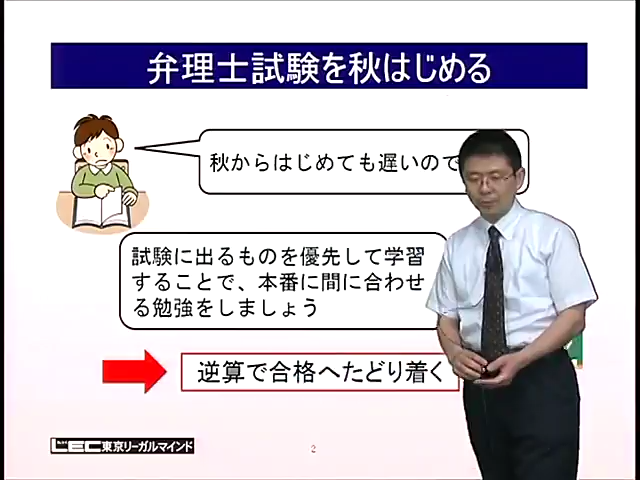 弁理士試験を秋はじめる
秋からはじめても遅いので
試験に出るものを優先して学習
することで、本番に間に合わせ
る勉強をしましょう
逆算で合格へたどり着く
LEC東京リーガルマインド
2